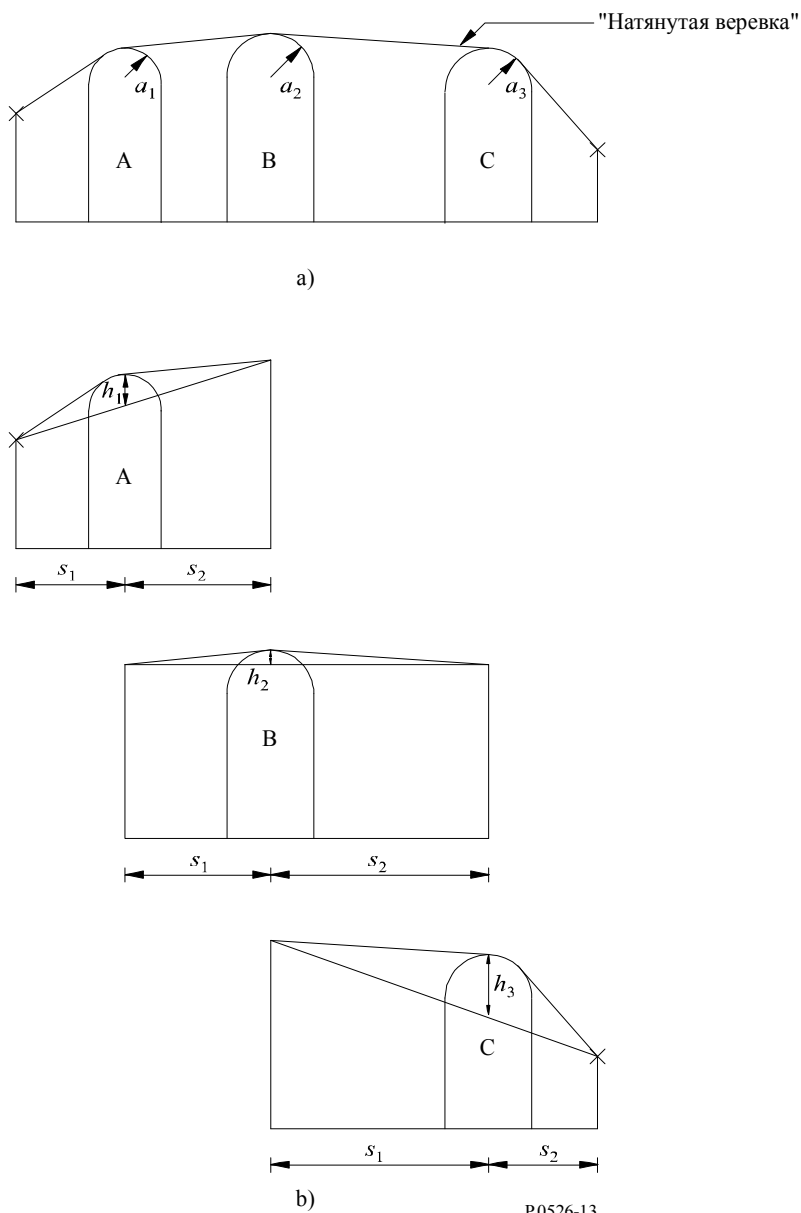 "Натянутая веревка"
a₁ a₂ a₃
A B C
a)
h₁
A
s₁ s₂
h₂
B
s₁ s₂
h₃
C
s₁ s₂
b)
P.0526-13